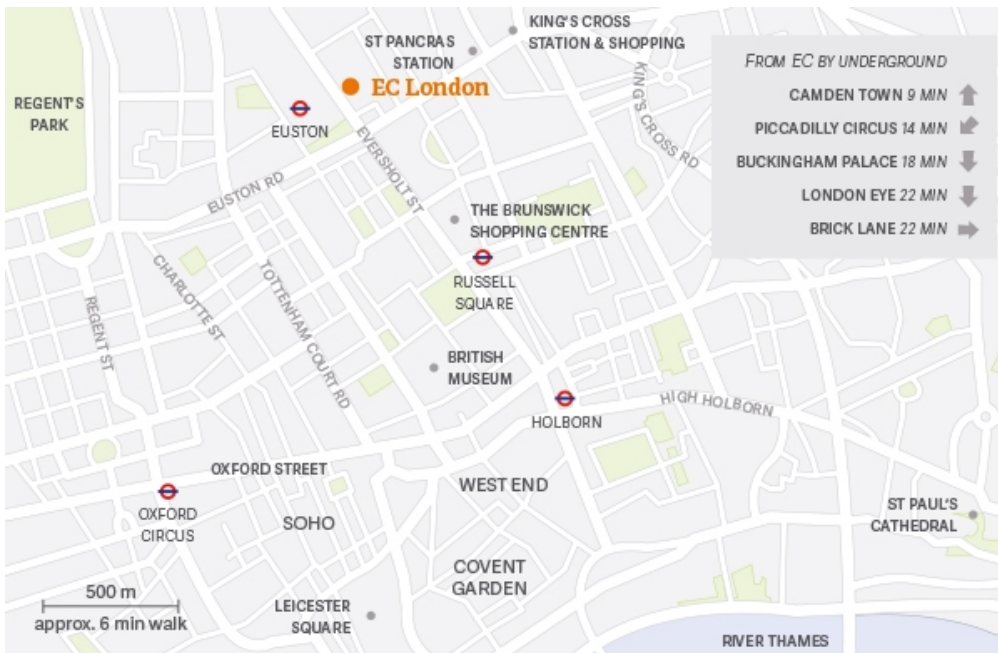 KING'S CROSS
STATION & SHOPPING
ST PANCRAS
STATION
EC London
REGENT'S
PARK
EUSTON
KING'S CROSS RD
EVERSHOLT ST
EUSTON RD
FROM EC BY UNDERGROUND
CAMDEN TOWN 9 MIN
PICCADILLY CIRCUS 14 MIN
BUCKINGHAM PALACE 18 MIN
LONDON EYE 22 MIN
BRICK LANE 22 MIN
THE BRUNSWICK
SHOPPING CENTRE
RUSSELL
SQUARE
CHARLOTTE ST
TOTTENHAM COURT RD
REGENT ST
BRITISH
MUSEUM
HOLBORN
HIGH HOLBORN
OXFORD STREET
WEST END
OXFORD
CIRCUS
SOHO
ST PAUL'S
CATHEDRAL
COVENT
GARDEN
500 m
approx. 6 min walk
LEICESTER
SQUARE
RIVER THAMES